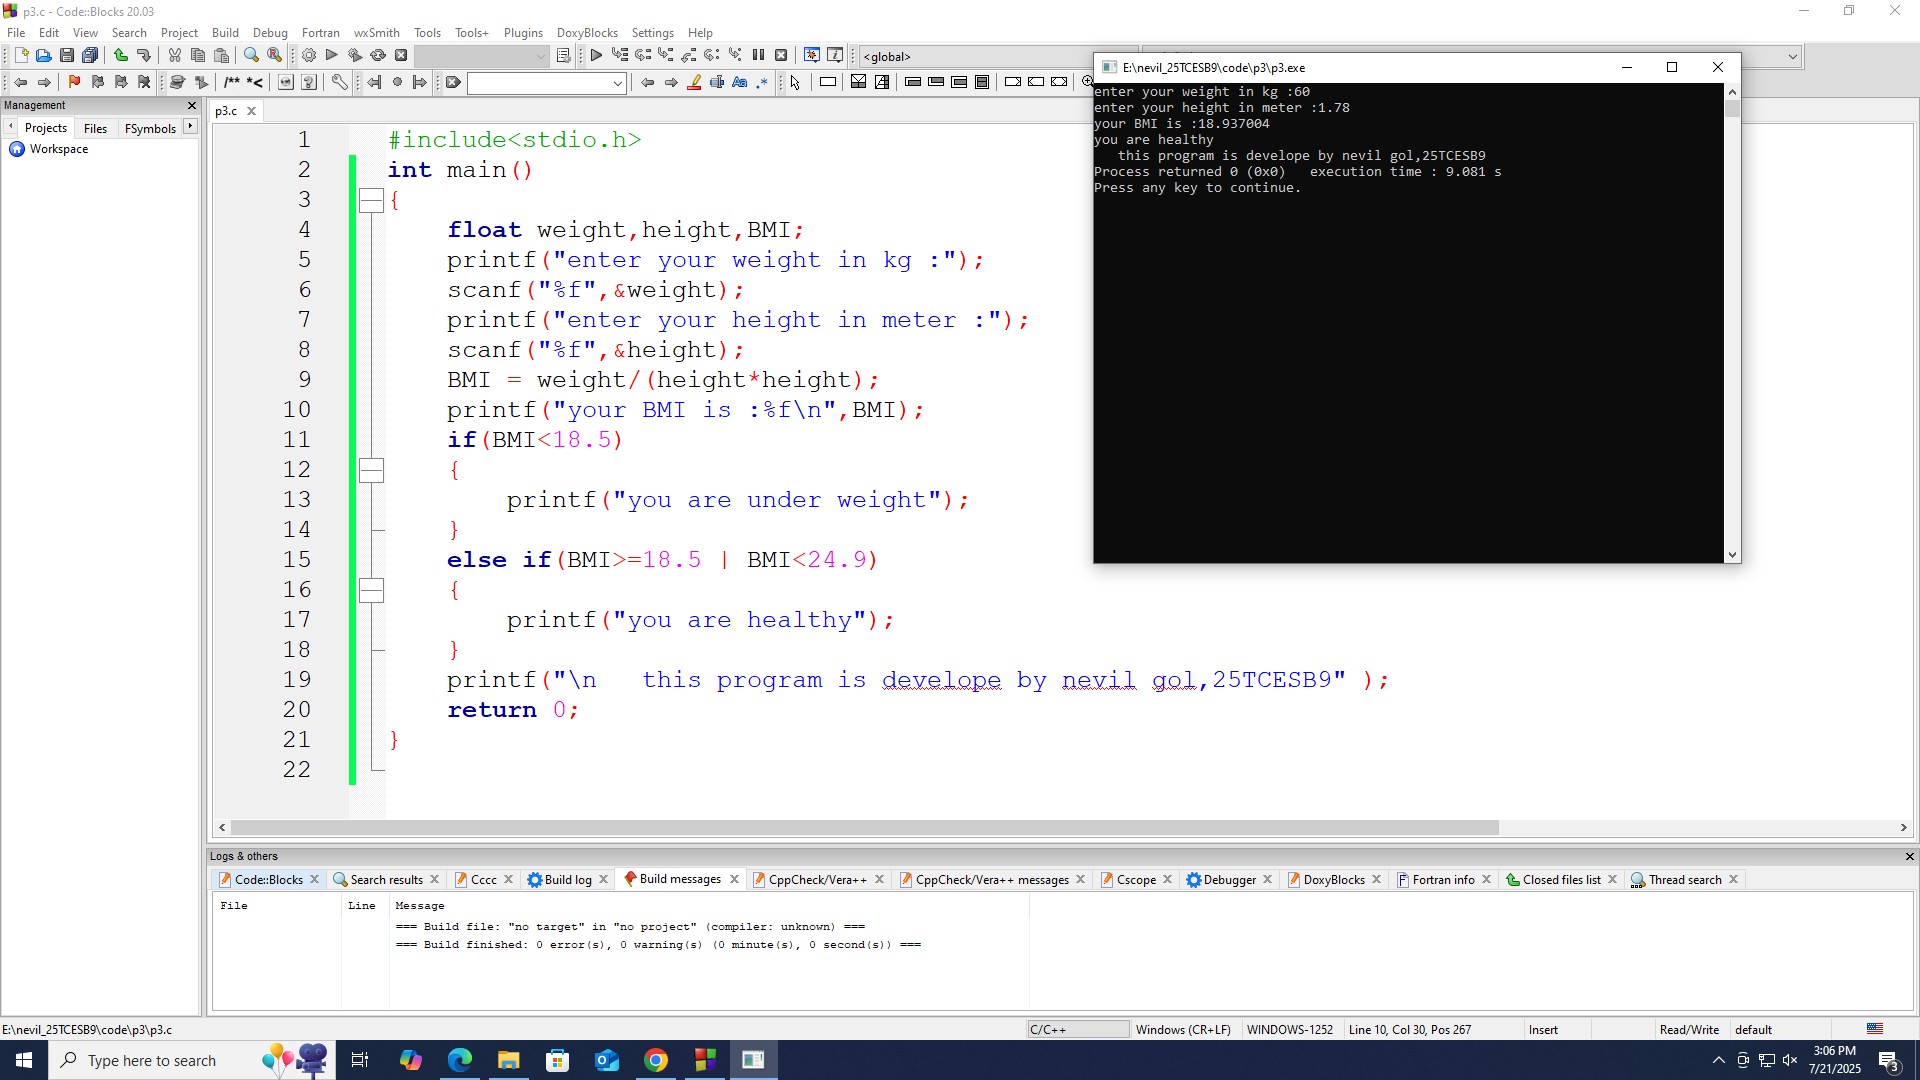 p3.c - Code::Blocks 20.03
File Edit View Search Project Build Debug Fortran wxSmith Tools Tools+ Plugins DoxyBlocks Settings Help
<global>
/** *<
Management
Projects Files FSymbols
Workspace
p3.c
1 #include<stdio.h>
2 int main()
3 {
4 float weight,height,BMI;
5 printf("enter your weight in kg :");
6 scanf("%f",&weight);
7 printf("enter your height in meter :");
8 scanf("%f",&height);
9 BMI = weight/(height*height);
10 printf("your BMI is :%f\n",BMI);
11 if(BMI<18.5)
12 {
13 printf("you are under weight");
14 }
15 else if(BMI>=18.5 | BMI<24.9)
16 {
17 printf("you are healthy");
18 }
19 printf("\n   this program is develope by nevil gol,25TCESB9" );
20 return 0;
21 }
22
E:\nevil_25TCESB9\code\p3\p3.exe
enter your weight in kg :60
enter your height in meter :1.78
your BMI is :18.937004
you are healthy
   this program is develope by nevil gol,25TCESB9
Process returned 0 (0x0)   execution time : 9.081 s
Press any key to continue.
Logs & others
Code::Blocks Search results Cccc Build log Build messages CppCheck/Vera++ CppCheck/Vera++ messages Cscope Debugger DoxyBlocks Fortran info Closed files list Thread search
File Line Message
=== Build file: "no target" in "no project" (compiler: unknown) ===
=== Build finished: 0 error(s), 0 warning(s) (0 minute(s), 0 second(s)) ===
E:\nevil_25TCESB9\code\p3\p3.c C/C++ Windows (CR+LF) WINDOWS-1252 Line 10, Col 30, Pos 267 Insert Read/Write default
Type here to search
3:06 PM
7/21/2025
3